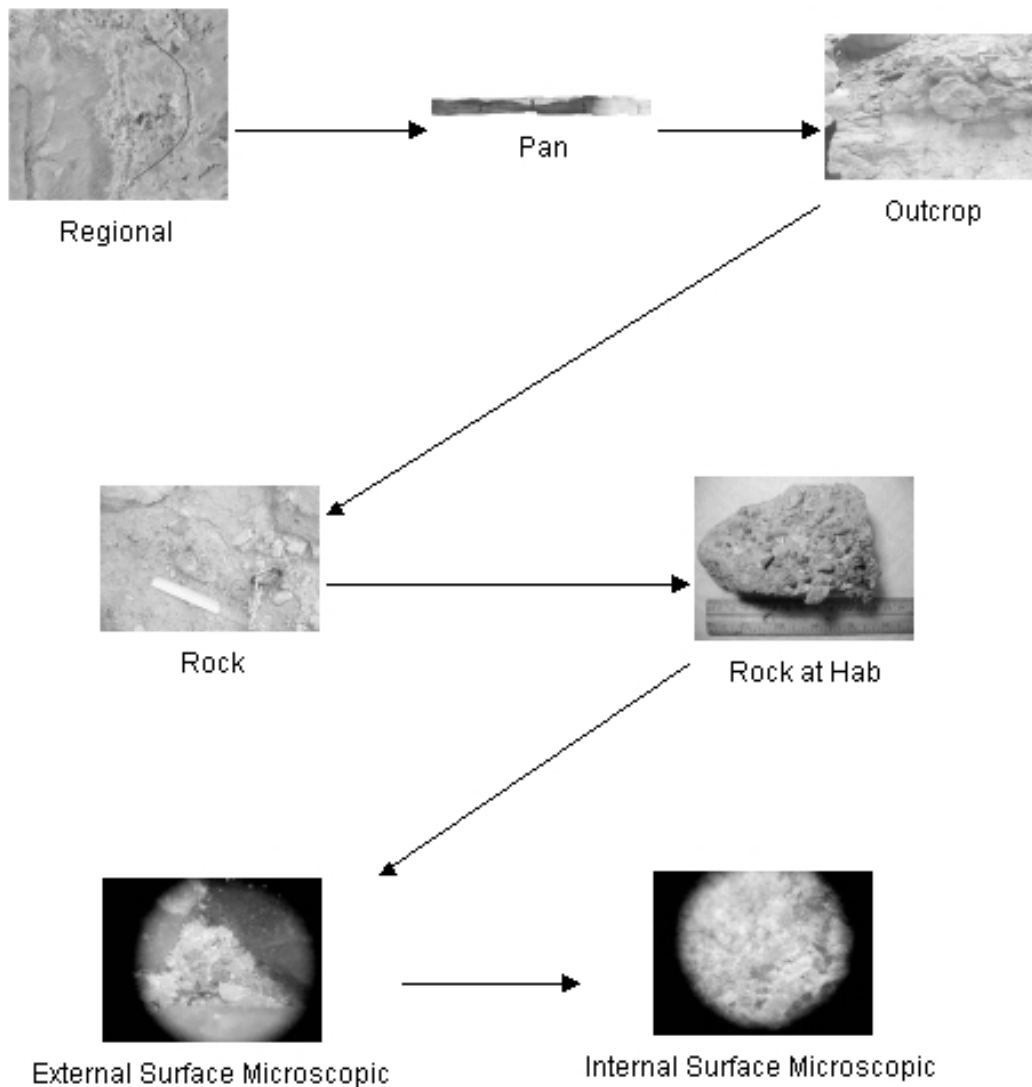 Regional
Pan
Outcrop
Rock
Rock at Hab
External Surface Microscopic
Internal Surface Microscopic